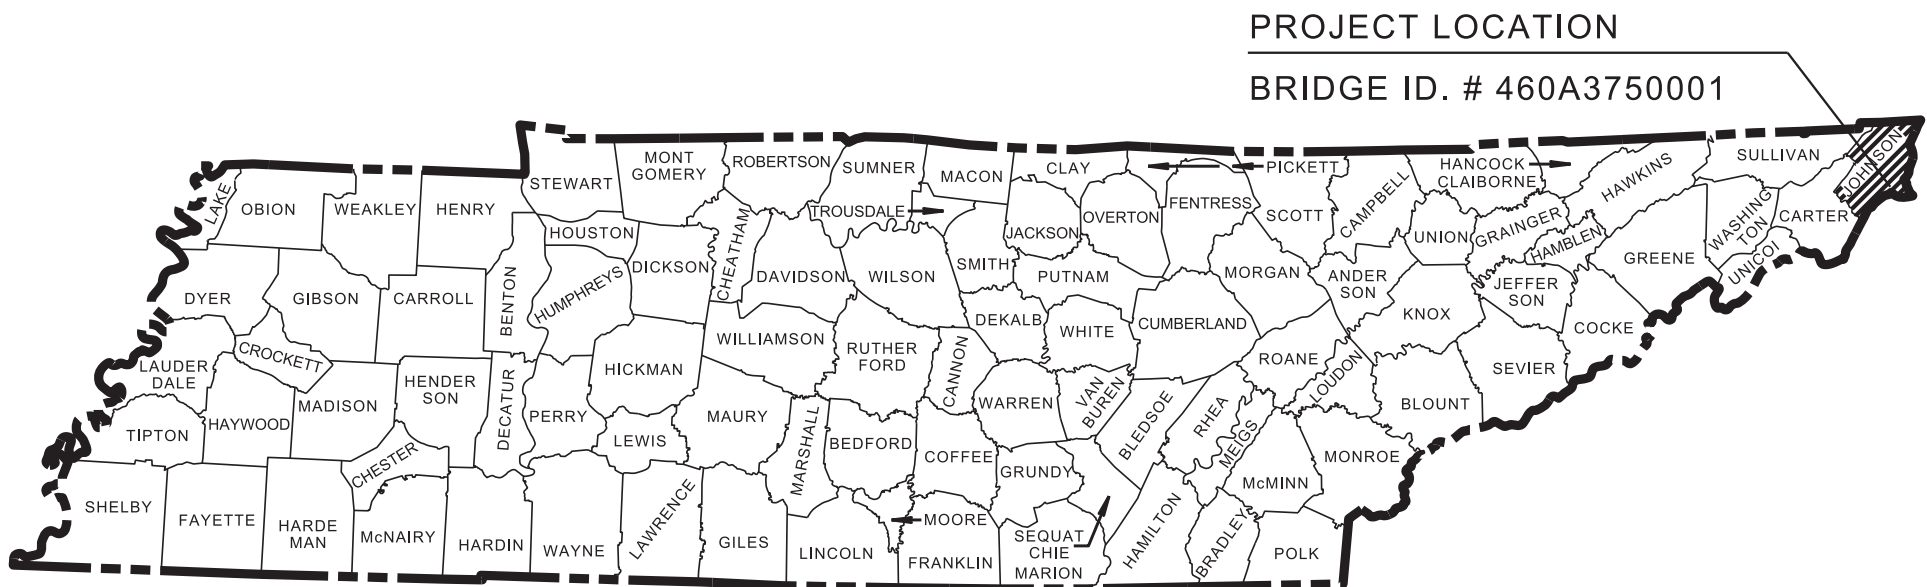 PROJECT LOCATION
BRIDGE ID. # 460A3750001
LAKE
OBION
WEAKLEY
HENRY
STEWART
MONT
GOMERY
ROBERTSON
SUMNER
MACON
CLAY
PICKETT
HANCOCK
CLAIBORNE
HAWKINS
SULLIVAN
JOHNSON
TROUSDALE
HOUSTON
CHEATHAM
JACKSON
OVERTON
FENTRESS
SCOTT
CAMPBELL
UNION
GRAINGER
HAMBLEN
GREENE
WASHING
TON
UNICOI
CARTER
DYER
GIBSON
CARROLL
BENTON
HUMPHREYS
DICKSON
DAVIDSON
WILSON
SMITH
PUTNAM
MORGAN
ANDER
SON
JEFFER
SON
COCKE
LAUDER
DALE
CROCKETT
WILLIAMSON
RUTHER
FORD
CANNON
DEKALB
WHITE
CUMBERLAND
ROANE
LOUDON
KNOX
SEVIER
BLOUNT
TIPTON
HAYWOOD
MADISON
HENDER
SON
DECATUR
PERRY
HICKMAN
LEWIS
MAURY
MARSHALL
BEDFORD
COFFEE
WARREN
VAN
BUREN
BLEDSOE
RHEA
MEIGS
MONROE
SHELBY
FAYETTE
HARDE
MAN
CHESTER
McNAIRY
HARDIN
WAYNE
LAWRENCE
GILES
LINCOLN
MOORE
FRANKLIN
GRUNDY
SEQUAT
CHIE
MARION
HAMILTON
BRADLEY
McMINN
POLK